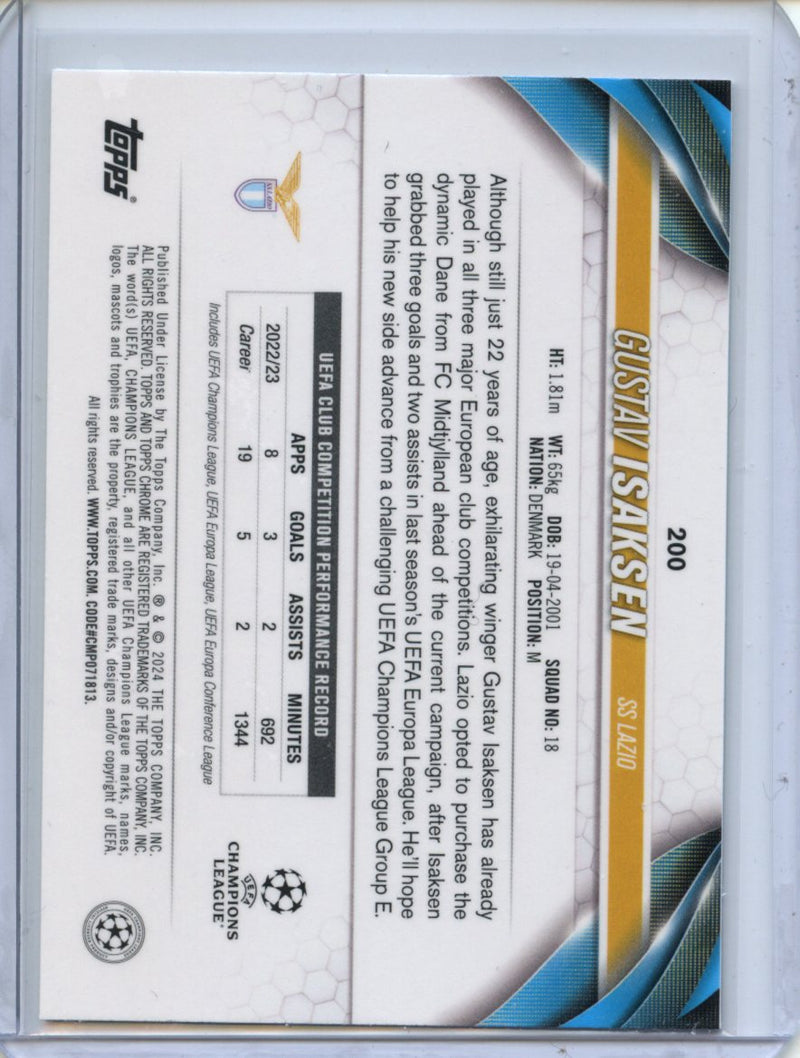 200
GUSTAV ISAKSEN SS LAZIO
HT: 1.81m WT: 65kg DOB: 19-04-2001 SQUAD NO: 18
NATION: DENMARK POSITION: M
Although still just 22 years of age, exhilarating winger Gustav Isaksen has already
played in all three major European club competitions. Lazio opted to purchase the
dynamic Dane from FC Midtjylland ahead of the current campaign, after Isaksen
grabbed three goals and two assists in last season's UEFA Europa League. He'll hope
to help his new side advance from a challenging UEFA Champions League Group E.
UEFA CLUB COMPETITION PERFORMANCE RECORD
APPS GOALS ASSISTS MINUTES
2022/23 8 3 2 692
Career 19 5 2 1344
Includes UEFA Champions League, UEFA Europa League, UEFA Europa Conference League
S.S.LAZIO
UEFA
CHAMPIONS
LEAGUE®
topps®
Published Under License by The Topps Company, Inc. ® & © 2024 THE TOPPS COMPANY, INC.
ALL RIGHTS RESERVED. TOPPS AND TOPPS CHROME ARE REGISTERED TRADEMARKS OF THE TOPPS COMPANY, INC.
The word(s) UEFA, CHAMPIONS LEAGUE, and all other UEFA Champions League marks, names,
logos, mascots and trophies are the property, registered trade marks, designs and/or copyright of UEFA.
All rights reserved. WWW.TOPPS.COM. CODE#CMP071813.